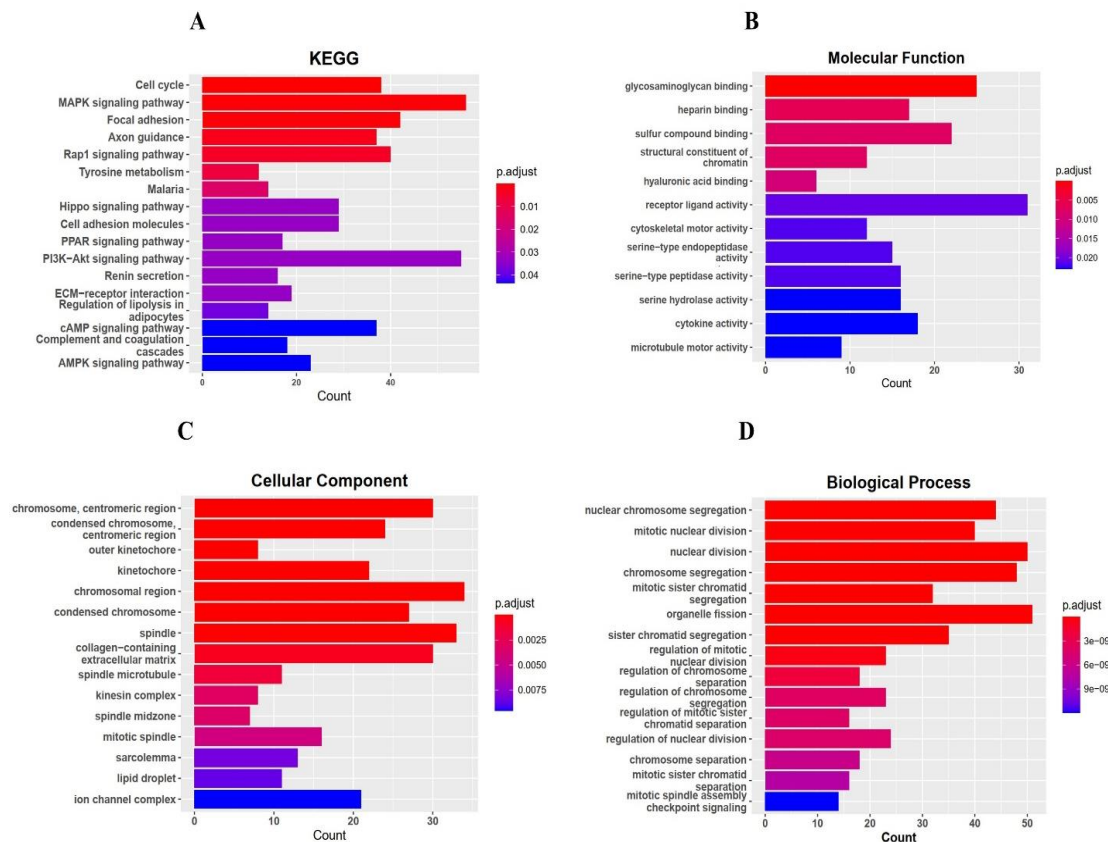 A
KEGG
Cell cycle
MAPK signaling pathway
Focal adhesion
Axon guidance
Rap1 signaling pathway
Tyrosine metabolism
Malaria
Hippo signaling pathway
Cell adhesion molecules
PPAR signaling pathway
PI3K-Akt signaling pathway
Renin secretion
ECM-receptor interaction
Regulation of lipolysis in
adipocytes
cAMP signaling pathway
Complement and coagulation
cascades
AMPK signaling pathway
0 20 40
Count
p.adjust
0.01
0.02
0.03
0.04
B
Molecular Function
glycosaminoglycan binding
heparin binding
sulfur compound binding
structural constituent of
chromatin
hyaluronic acid binding
receptor ligand activity
cytoskeletal motor activity
serine-type endopeptidase
activity
serine-type peptidase activity
serine hydrolase activity
cytokine activity
microtubule motor activity
0 10 20 30
Count
p.adjust
0.005
0.010
0.015
0.020
C
Cellular Component
chromosome, centromeric region
condensed chromosome,
centromeric region
outer kinetochore
kinetochore
chromosomal region
condensed chromosome
spindle
collagen-containing
extracellular matrix
spindle microtubule
kinesin complex
spindle midzone
mitotic spindle
sarcolemma
lipid droplet
ion channel complex
0 10 20 30
Count
p.adjust
0.0025
0.0050
0.0075
D
Biological Process
nuclear chromosome segregation
mitotic nuclear division
nuclear division
chromosome segregation
mitotic sister chromatid
segregation
organelle fission
sister chromatid segregation
regulation of mitotic
nuclear division
regulation of chromosome
separation
regulation of chromosome
segregation
regulation of mitotic sister
chromatid separation
regulation of nuclear division
chromosome separation
mitotic sister chromatid
separation
mitotic spindle assembly
checkpoint signaling
0 10 20 30 40 50
Count
p.adjust
3e-09
6e-09
9e-09